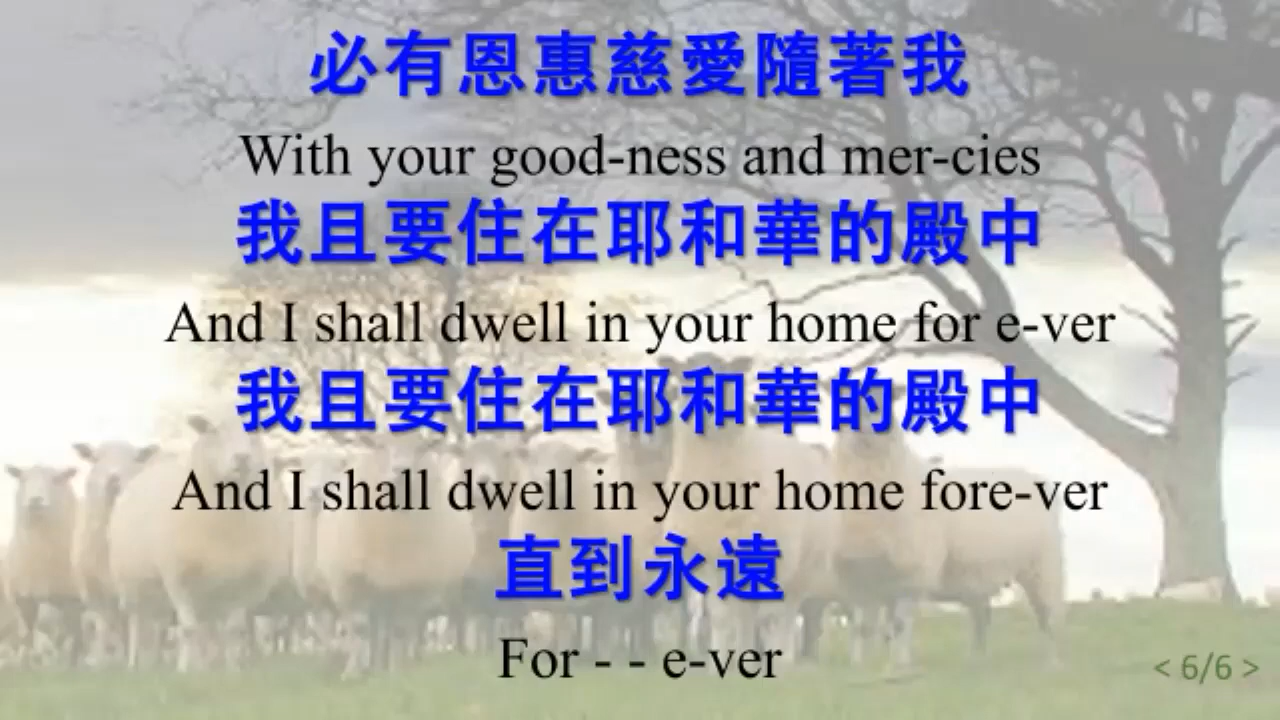 必有恩惠慈愛隨著我
With your good-ness and mer-cies
我且要住在耶和華的殿中
And I shall dwell in your home for e-ver
我且要住在耶和華的殿中
And I shall dwell in your home fore-ver
直到永遠
For - - e-ver
< 6/6 >